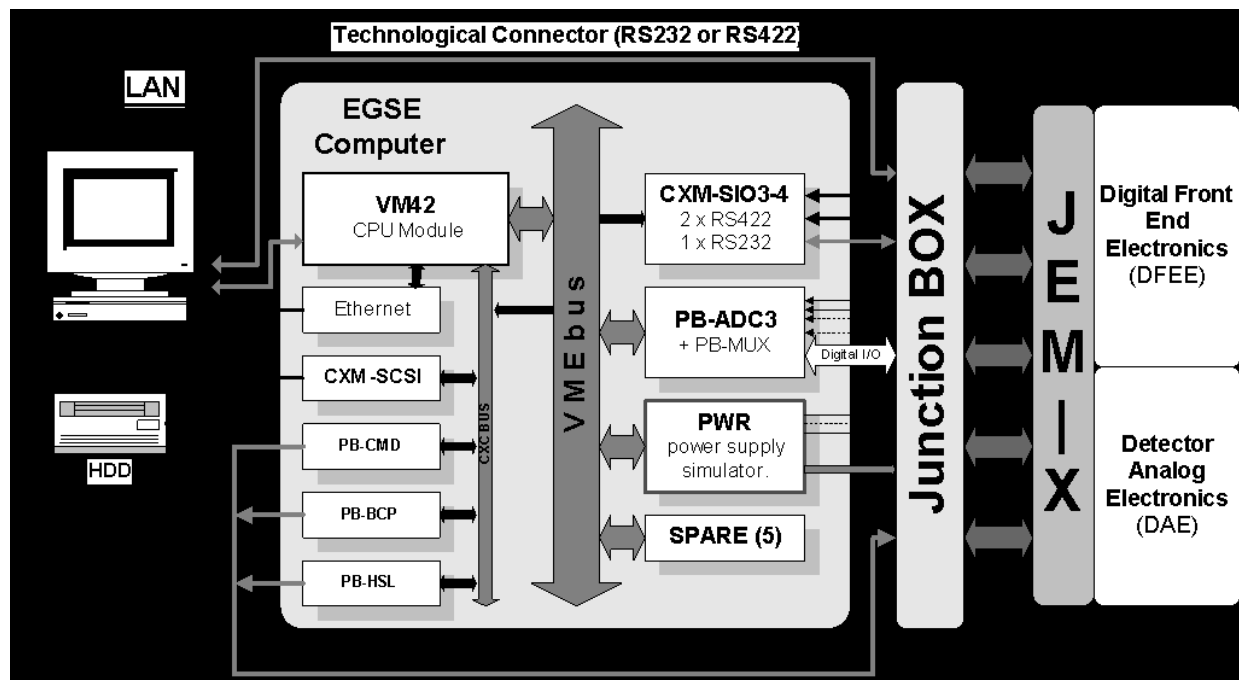 Technological Connector (RS232 or RS422)
LAN
HDD
EGSE
Computer
VM42
CPU Module
Ethernet
CXM -SCSI
PB-CMD
PB-BCP
PB-HSL
CXC BUS
VMEbus
CXM-SIO3-4
2 x RS422
1 x RS232
PB-ADC3
+ PB-MUX
Digital I/O
PWR
power supply
simulator.
SPARE (5)
Junction BOX
JEMIX
Digital Front
End
Electronics
(DFEE)
Detector
Analog
Electronics
(DAE)